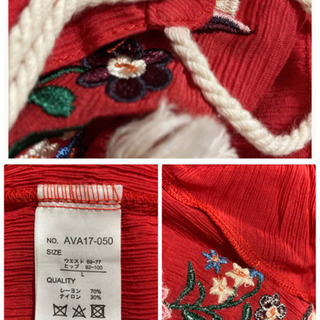 NO. AVA17-050
SIZE
ウエスト 69-77
ヒップ 92-100
L
QUALITY
レーヨン 70%
ナイロン 30%